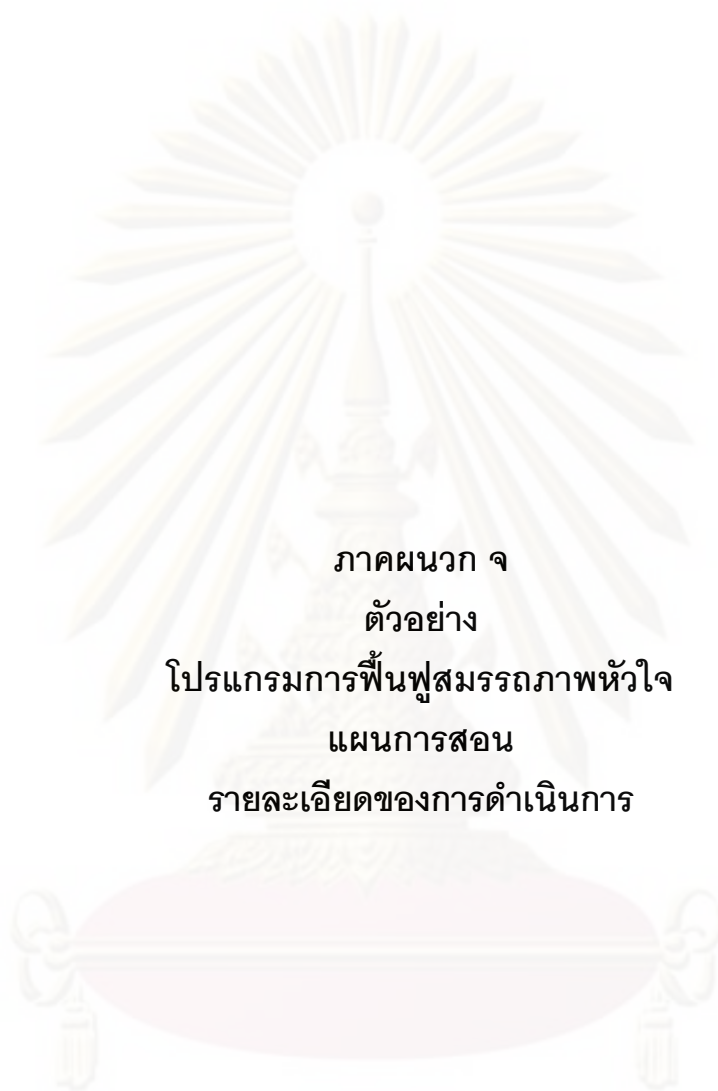 ภาคผนวก จ
ตัวอย่าง
โปรแกรมการฟื้นฟูสมรรถภาพหัวใจ
แผนการสอน
รายละเอียดของการดำเนินการ